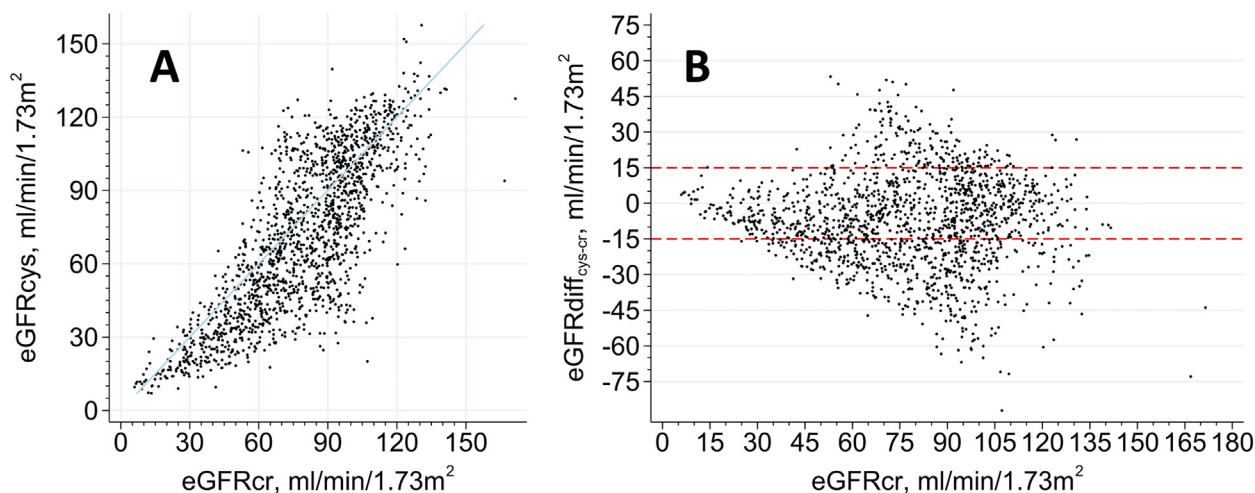 A
eGFRcys, ml/min/1.73m²
150
120
90
60
30
0
0 30 60 90 120 150
eGFRcr, ml/min/1.73m²
B
eGFRdiffcys-cr, ml/min/1.73m²
75
60
45
30
15
0
-15
-30
-45
-60
-75
0 15 30 45 60 75 90 105 120 135 150 165 180
eGFRcr, ml/min/1.73m²